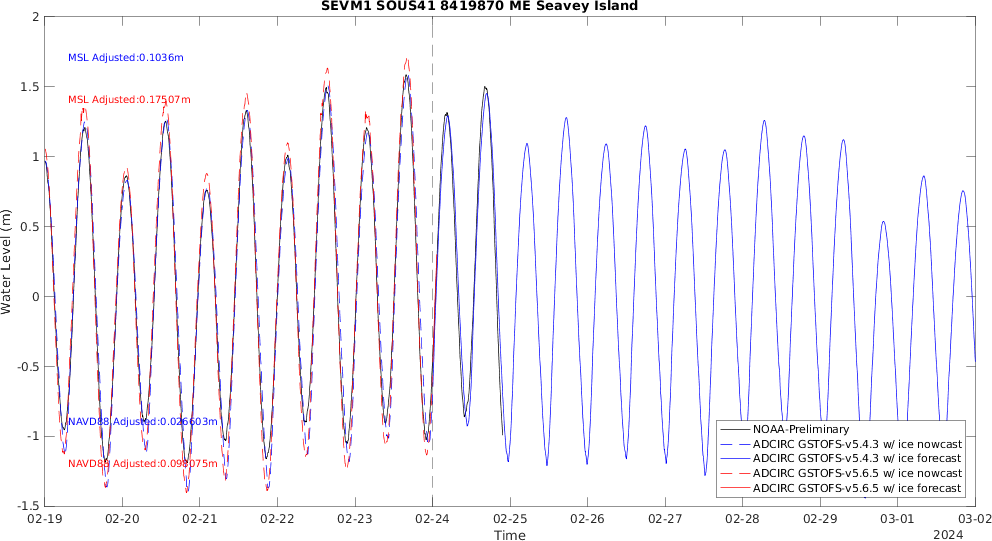 SEVM1 SOUS41 8419870 ME Seavey Island
2
MSL Adjusted:0.1036m
1.5
MSL Adjusted:0.17507m
1
0.5
Water Level (m)
0
-0.5
NAVD88 Adjusted:0.026603m
-1
NAVD88 Adjusted:0.098075m
-1.5
NOAA-Preliminary
ADCIRC GSTOFS-v5.4.3 w/ ice nowcast
ADCIRC GSTOFS-v5.4.3 w/ ice forecast
ADCIRC GSTOFS-v5.6.5 w/ ice nowcast
ADCIRC GSTOFS-v5.6.5 w/ ice forecast
02-19 02-20 02-21 02-22 02-23 02-24 02-25 02-26 02-27 02-28 02-29 03-01 03-02
Time
2024